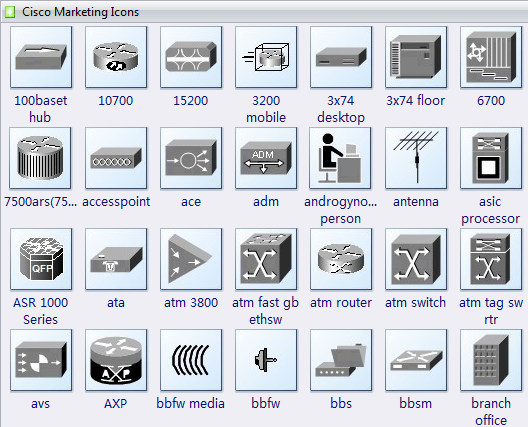 Cisco Marketing Icons
100baset hub
10700
15200
3200 mobile
3x74 desktop
3x74 floor
6700
7500ars(75...
accesspoint
ace
ADM
adm
androgyno... person
antenna
asic processor
QFP
ASR 1000 Series
ata
atm 3800
atm fast gb ethsw
atm router
atm switch
atm tag sw rtr
avs
AXP
AXP
bbfw media
bbfw
bbs
bbsm
branch office